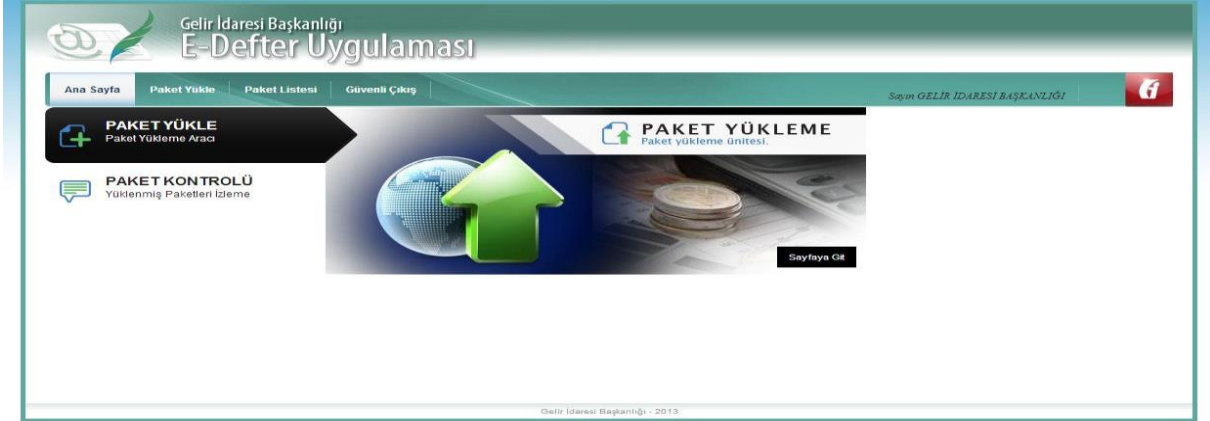 Gelir İdaresi Başkanlığı
E-Defter Uygulaması
Ana Sayfa Paket Yükle Paket Listesi Güvenli Çıkış
Sayın GELİR İDARESİ BAŞKANLIĞI
PAKET YÜKLE
Paket Yükleme Aracı
PAKET YÜKLEME
Paket yükleme ünitesi.
PAKET KONTROLÜ
Yüklenmiş Paketleri İzleme
Sayfaya Git
Gelir İdaresi Başkanlığı - 2013